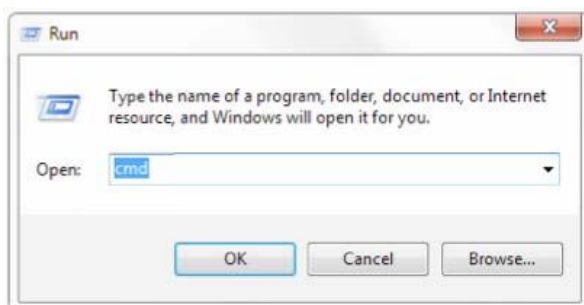 Run
Type the name of a program, folder, document, or Internet
resource, and Windows will open it for you.
Open: cmd
OK Cancel Browse...